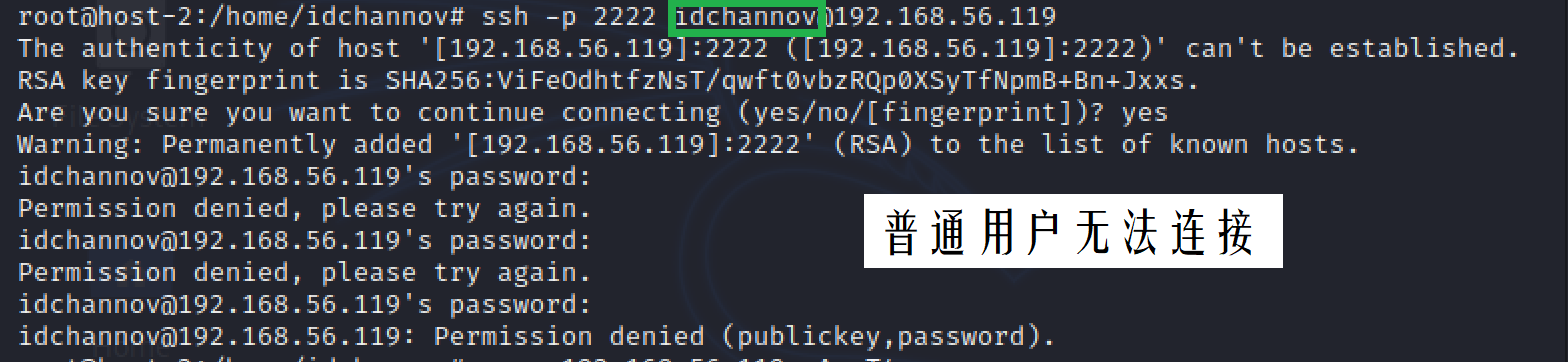 root@host-2:/home/idchannov# ssh -p 2222 idchannov@192.168.56.119
The authenticity of host '[192.168.56.119]:2222 ([192.168.56.119]:2222)' can't be established.
RSA key fingerprint is SHA256:ViFeOdhtfzNsT/qwft0vbzRQp0XSyTfNpmB+Bn+Jxxs.
Are you sure you want to continue connecting (yes/no/[fingerprint])? yes
Warning: Permanently added '[192.168.56.119]:2222' (RSA) to the list of known hosts.
idchannov@192.168.56.119's password:
Permission denied, please try again.
idchannov@192.168.56.119's password:
Permission denied, please try again.
普通用户无法连接
idchannov@192.168.56.119's password:
idchannov@192.168.56.119: Permission denied (publickey,password).